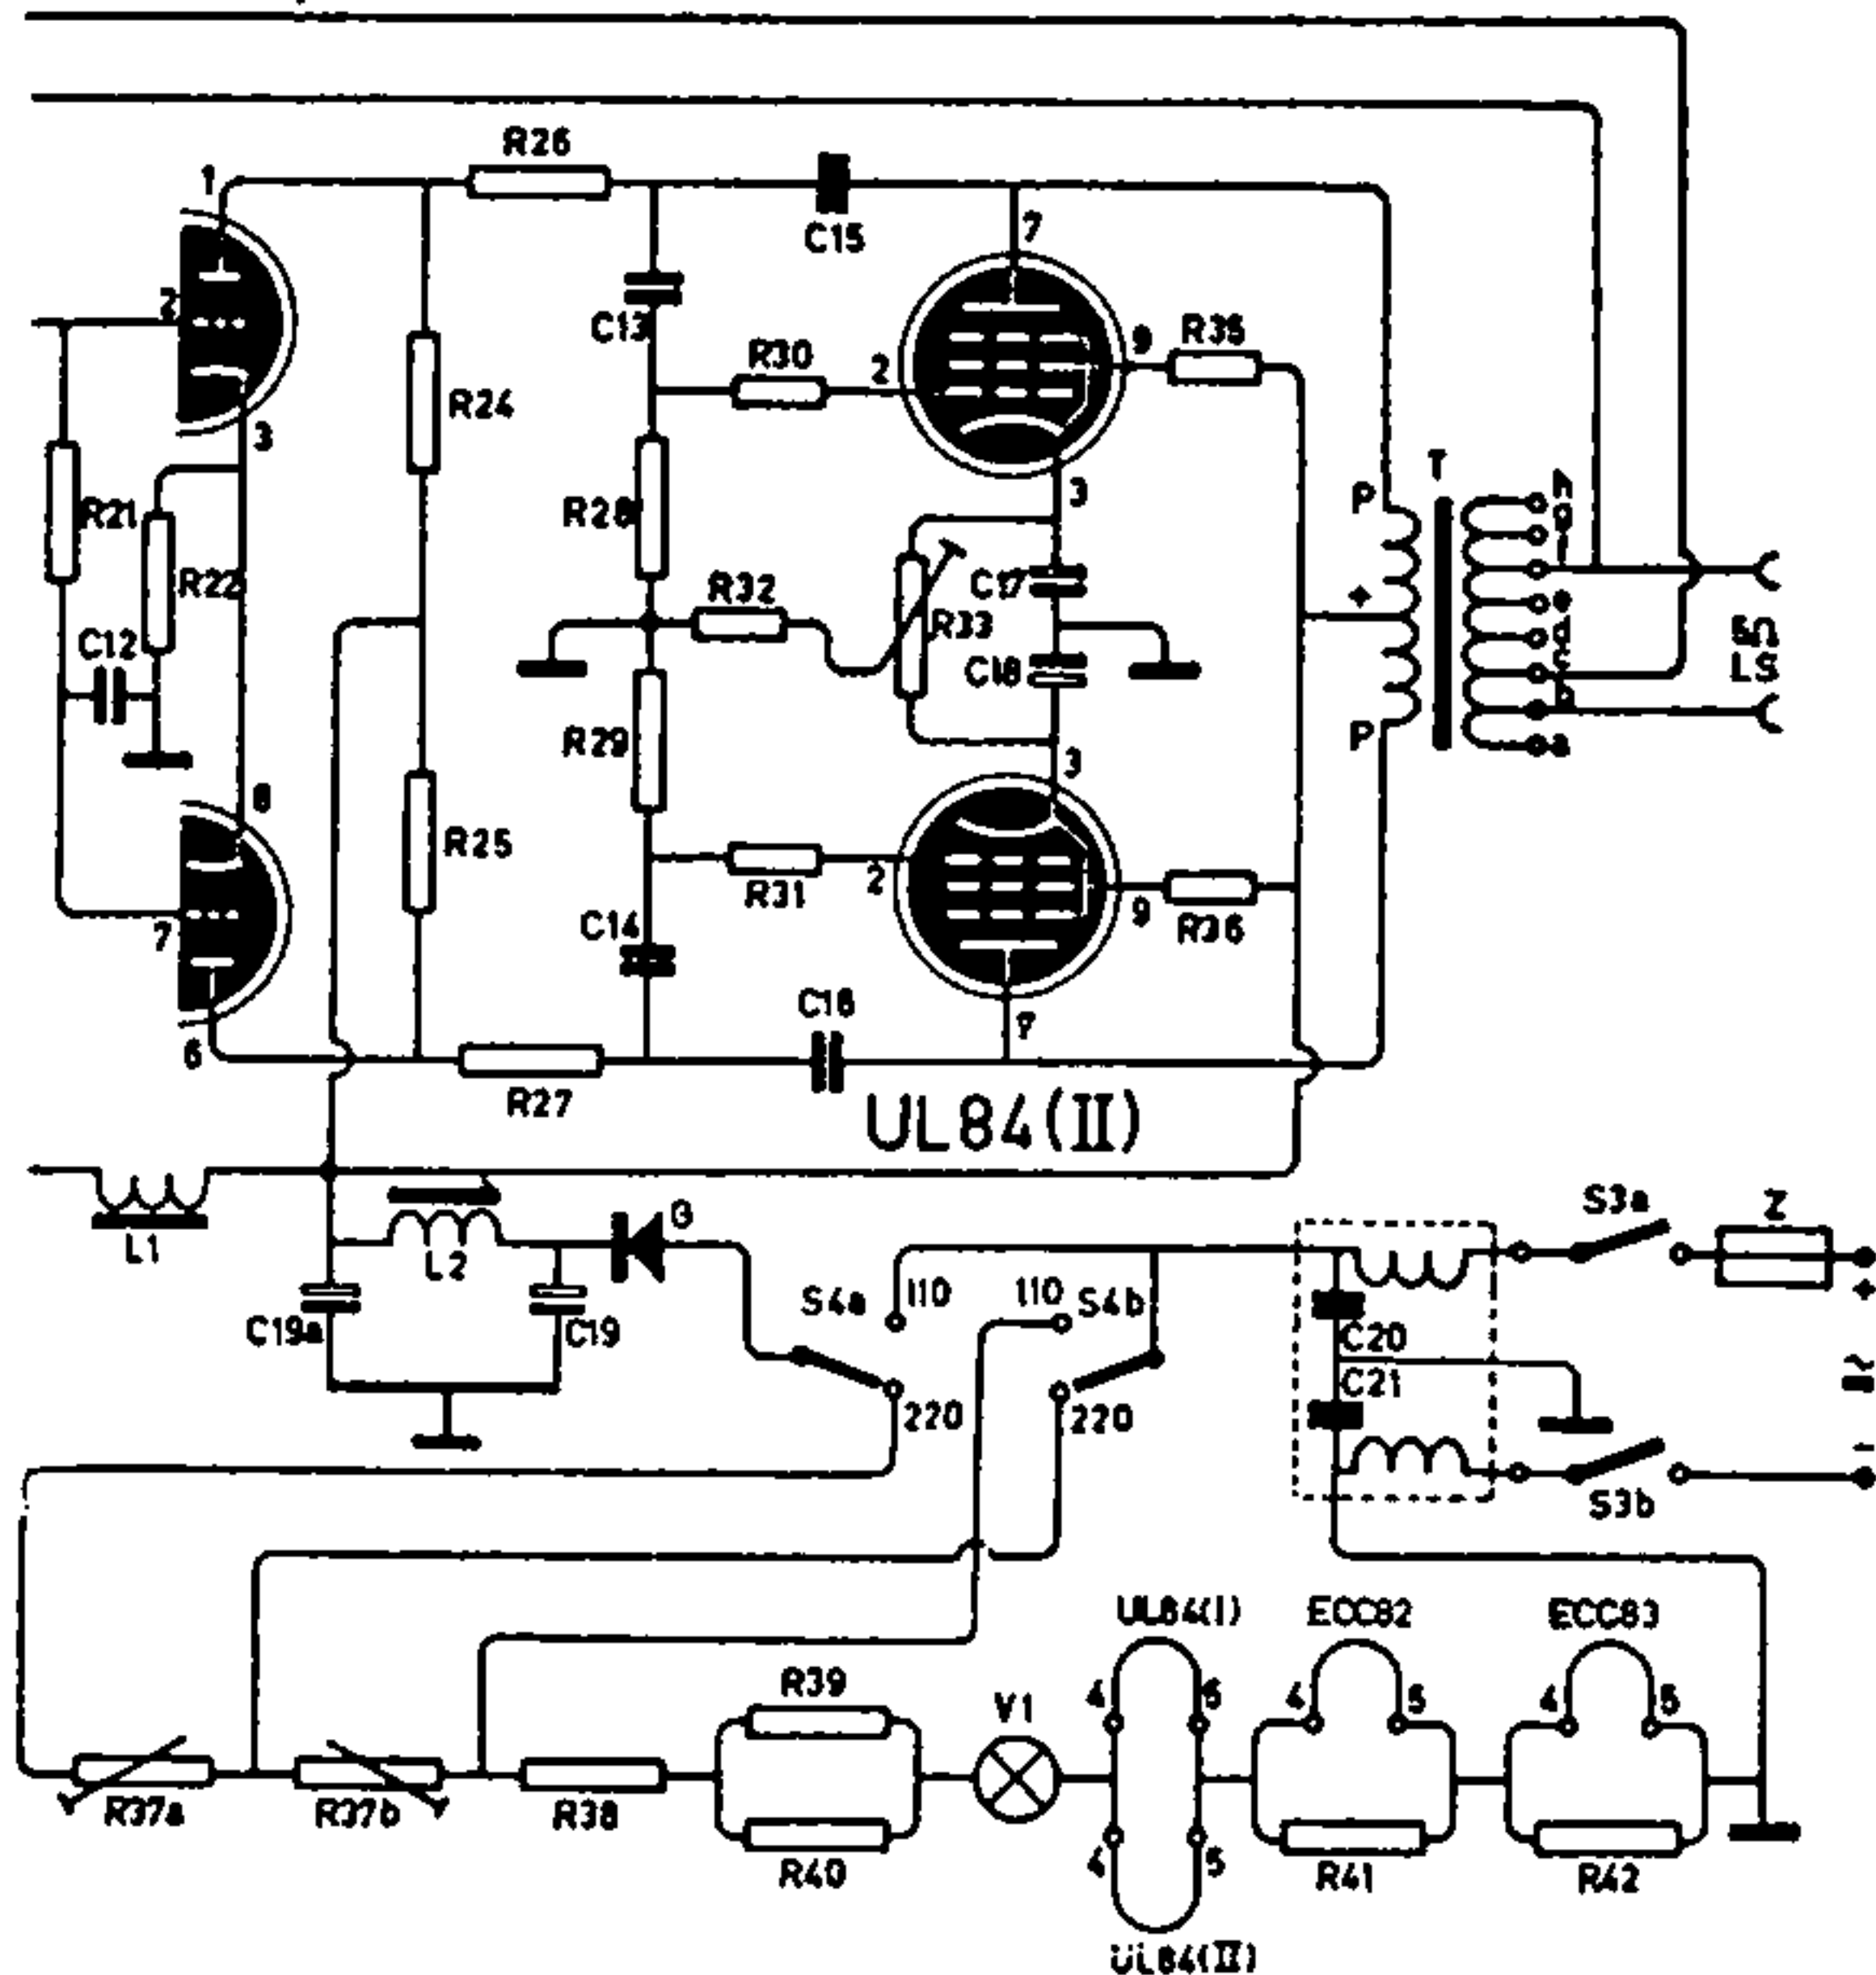 R26
1
C15
7
2
C13
R30
2
9
R35
R24
3
T
R21
R28
3
P
h
g
f
R22
R32
C17
+
e
R33
d
5Ω
C12
C18
c
LS
b
R29
P
3
a
8
R25
2
R31
C14
9
R36
7
C16
7
6
R27
UL84(II)
S3a
Z
L1
G
L2
S4a
110
110
S4b
+
C19a
C19
C20
C21
≂
220
220
-
S3b
UL84(I)
ECC82
ECC83
R39
4
5
4
5
4
5
V1
R37a
R37b
R38
4
5
R40
R41
R42
UL84(II)